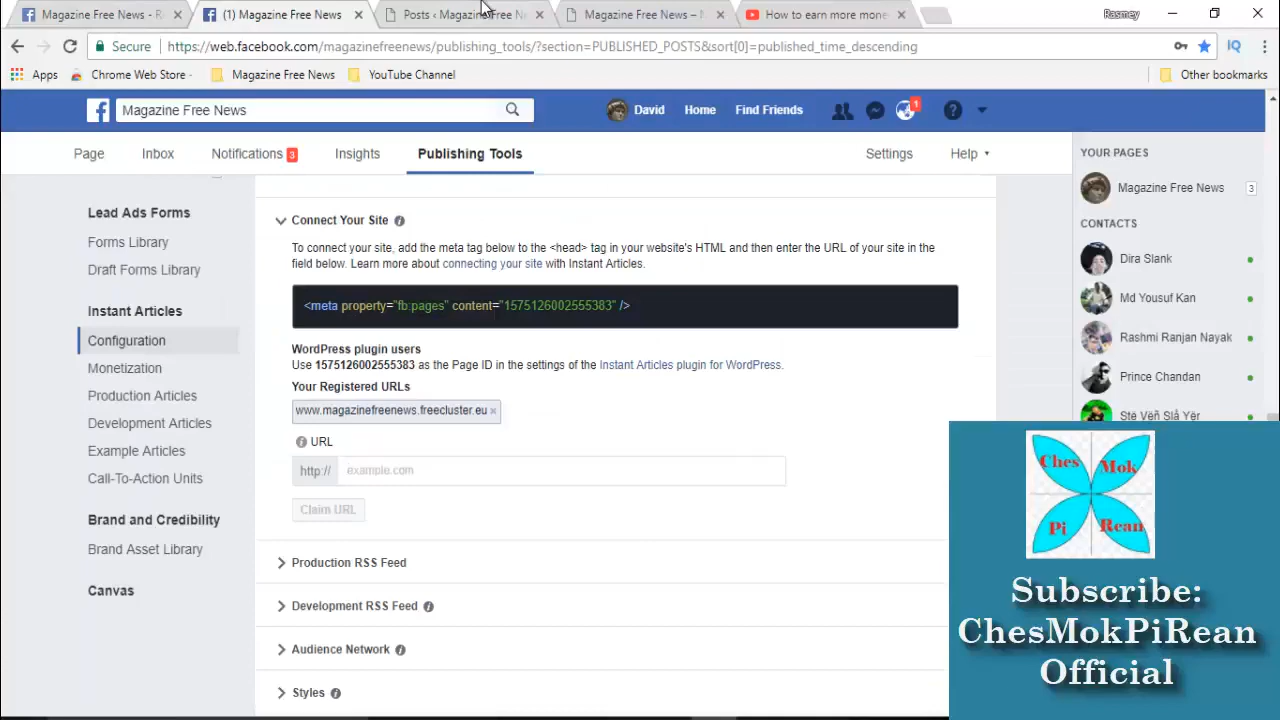 Magazine Free News - R
(1) Magazine Free News
Posts ‹ Magazine Free N
Magazine Free News –
How to earn more mone
Rasmey
Secure
https://web.facebook.com/magazinefreenews/publishing_tools/?section=PUBLISHED_POSTS&sort[0]=published_time_descending
Apps
Chrome Web Store
Magazine Free News
YouTube Channel
Other bookmarks
Magazine Free News
David
Home
Find Friends
1
Page
Inbox
Notifications 3
Insights
Publishing Tools
Settings
Help
YOUR PAGES
Magazine Free News 3
CONTACTS
Dira Slank
Md Yousuf Kan
Rashmi Ranjan Nayak
Prince Chandan
Lead Ads Forms
Forms Library
Draft Forms Library
Instant Articles
Configuration
Monetization
Production Articles
Development Articles
Example Articles
Call-To-Action Units
Brand and Credibility
Brand Asset Library
Canvas
Connect Your Site
To connect your site, add the meta tag below to the <head> tag in your website's HTML and then enter the URL of your site in the
field below. Learn more about connecting your site with Instant Articles.
<meta property="fb:pages" content="1575126002555383" />
WordPress plugin users
Use 1575126002555383 as the Page ID in the settings of the Instant Articles plugin for WordPress.
Your Registered URLs
www.magazinefreenews.freecluster.eu ×
URL
http:// example.com
Claim URL
Production RSS Feed
Development RSS Feed
Audience Network
Styles
Ches Mok
Pi Rean
Subscribe:
ChesMokPiRean
Official